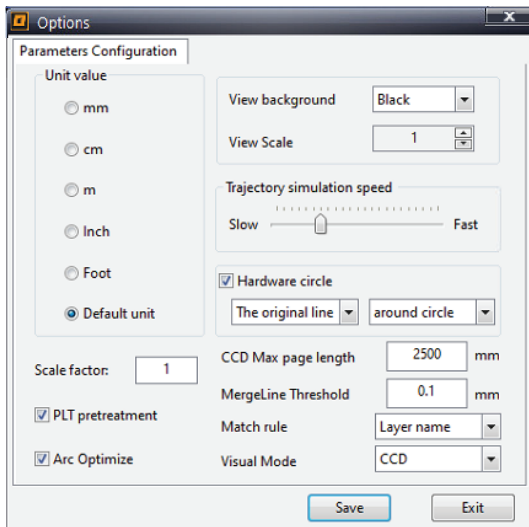 Options
X
Parameters Configuration
Unit value
mm
cm
m
Inch
Foot
Default unit
Scale factor: 1
PLT pretreatment
Arc Optimize
View background Black
View Scale 1
Trajectory simulation speed
Slow Fast
Hardware circle
The original line around circle
CCD Max page length 2500 mm
MergeLine Threshold 0.1 mm
Match rule Layer name
Visual Mode CCD
Save Exit